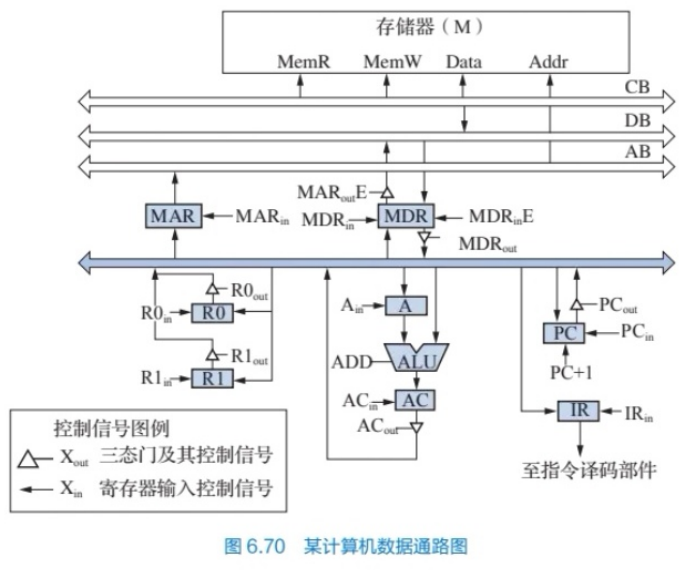 存储器（M）
MemR MemW Data Addr
CB
DB
AB
MARoutE
MAR MARin MDRin MDR MDRinE
MDRout
R0out
R0in R0
R1out
R1in R1
Ain A
ADD ALU
ACin AC
ACout
PCout
PC PCin
PC+1
IR IRin
至指令译码部件
控制信号图例
Xout 三态门及其控制信号
Xin 寄存器输入控制信号
图 6.70 某计算机数据通路图